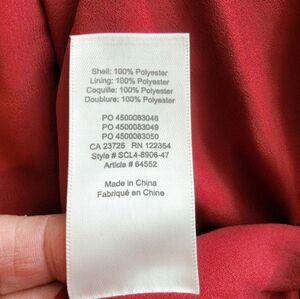 Shell: 100% Polyester
Lining: 100% Polyester
Coquille: 100% Polyester
Doublure: 100% Polyester
PO 4500083048
PO 4500083049
PO 4500083050
CA 23725 RN 122354
Style # SCL4-8906-47
Article # 64552
Made in China
Fabriqué en Chine